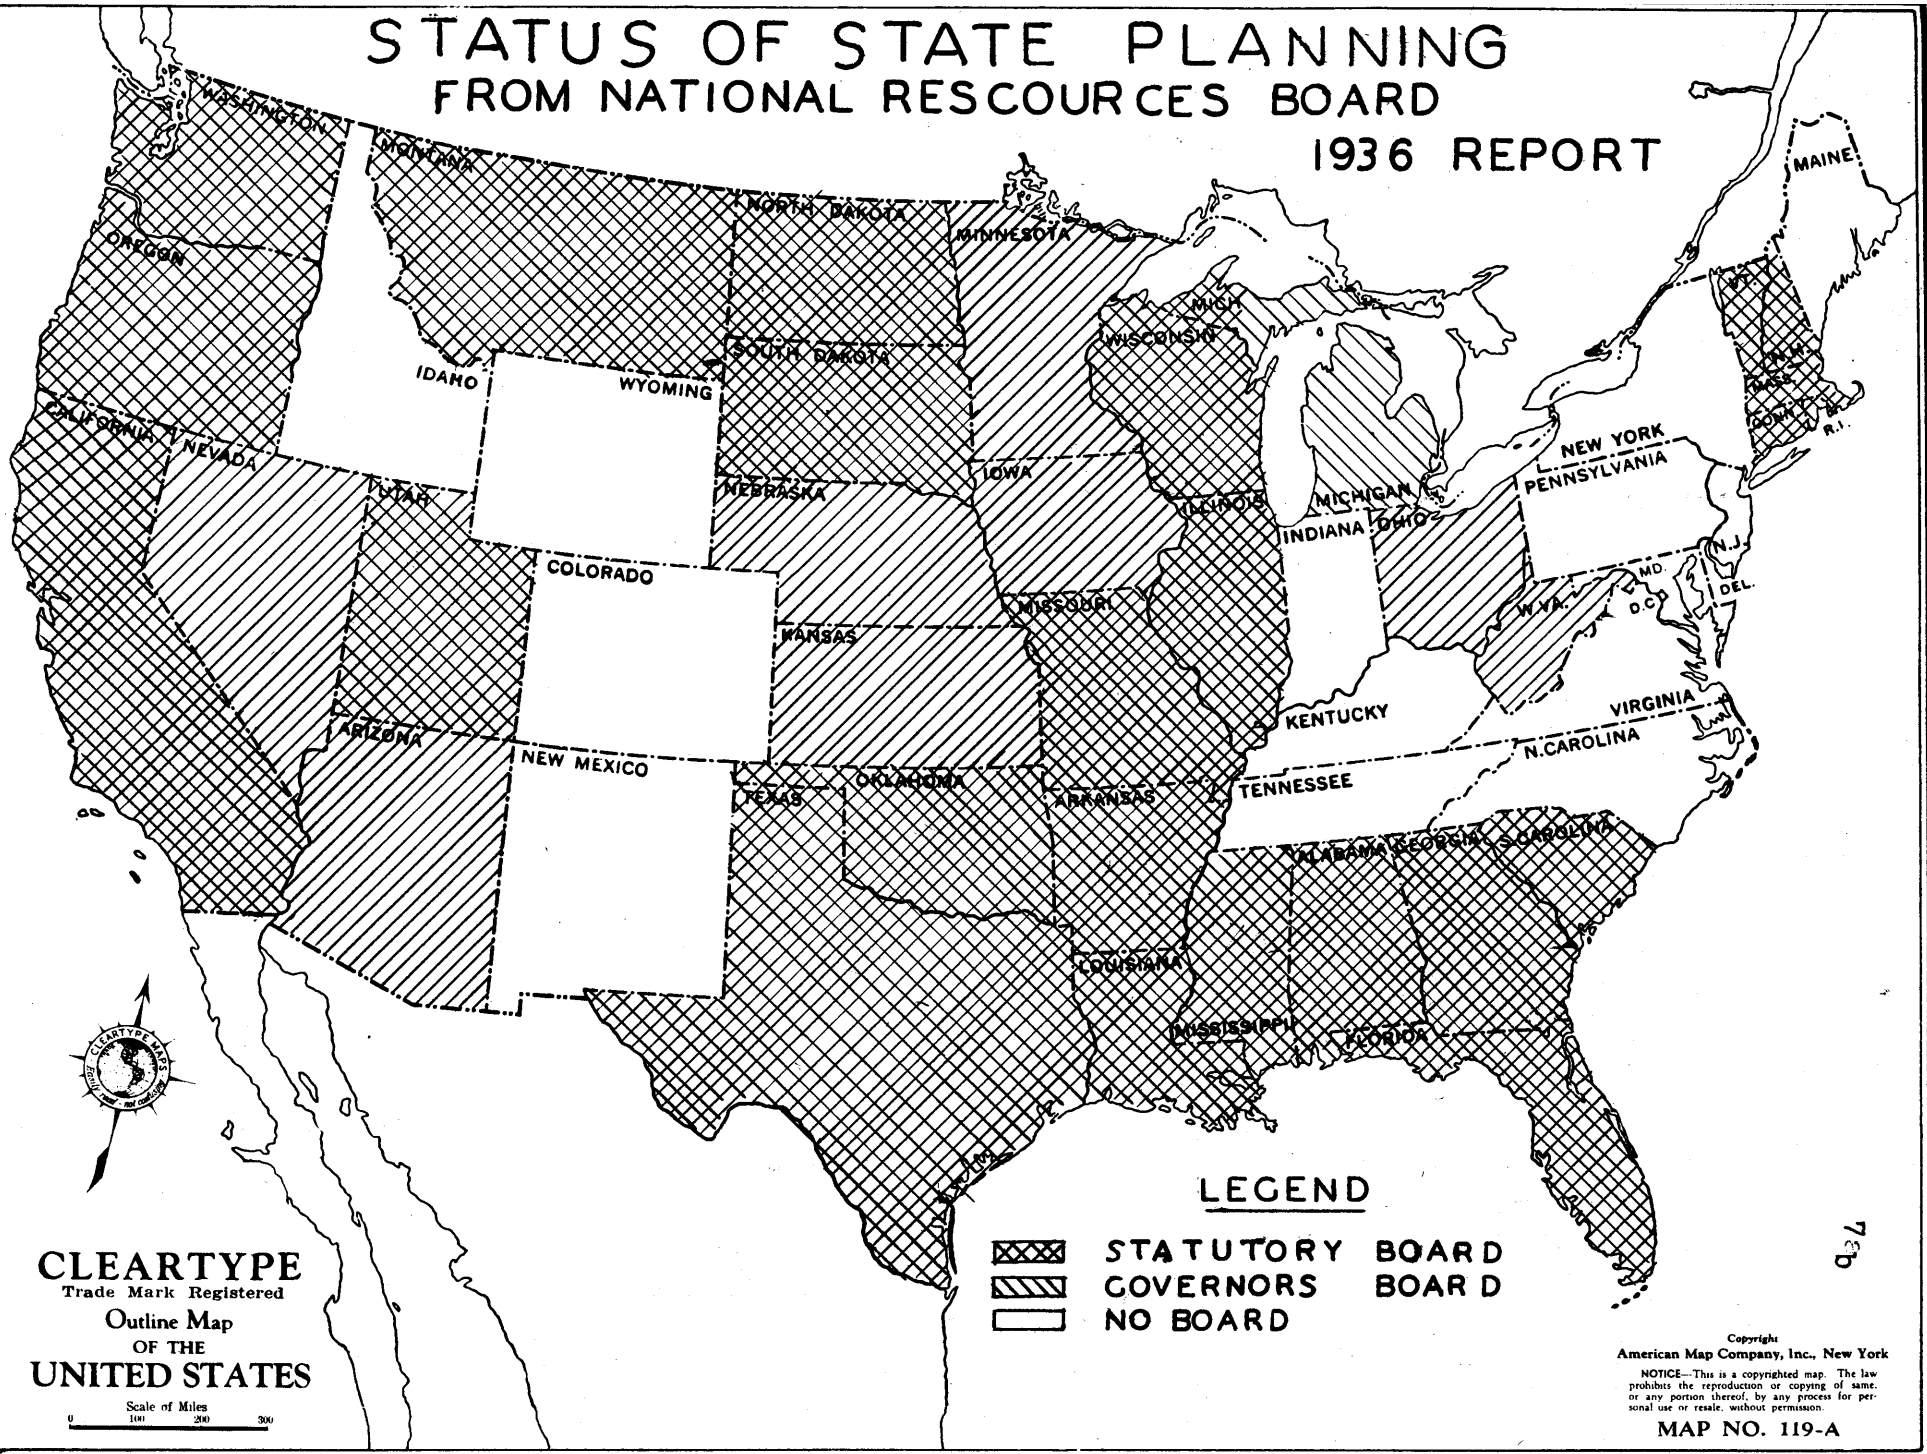 STATUS OF STATE PLANNING
FROM NATIONAL RESCOURCES BOARD
1936 REPORT
WASHINGTON
MONTANA
NORTH DAKOTA
MINNESOTA
MAINE
OREGON
VT.
N.H.
MICH
WISCONSIN
SOUTH DAKOTA
IDAHO
WYOMING
MASS.
CONN.
R.I.
CALIFORNIA
NEVADA
UTAH
NEBRASKA
IOWA
ILLINOIS
MICHIGAN
NEW YORK
PENNSYLVANIA
INDIANA
OHIO
N.J.
MD.
DEL.
D.C.
W.VA.
COLORADO
MISSOURI
KANSAS
KENTUCKY
VIRGINIA
ARIZONA
NEW MEXICO
OKLAHOMA
TEXAS
ARKANSAS
TENNESSEE
N.CAROLINA
ALABAMA
GEORGIA
S.CAROLINA
LOUISIANA
MISSISSIPPI
FLORIDA
CLEARTYPE MAPS
LEGEND
STATUTORY BOARD
GOVERNORS BOARD
NO BOARD
CLEARTYPE
Trade Mark Registered
Outline Map
OF THE
UNITED STATES
Scale of Miles
0 100 200 300
Copyright
American Map Company, Inc., New York
NOTICE—This is a copyrighted map. The law
prohibits the reproduction or copying of same,
or any portion thereof, by any process for per-
sonal use or resale, without permission.
MAP NO. 119-A